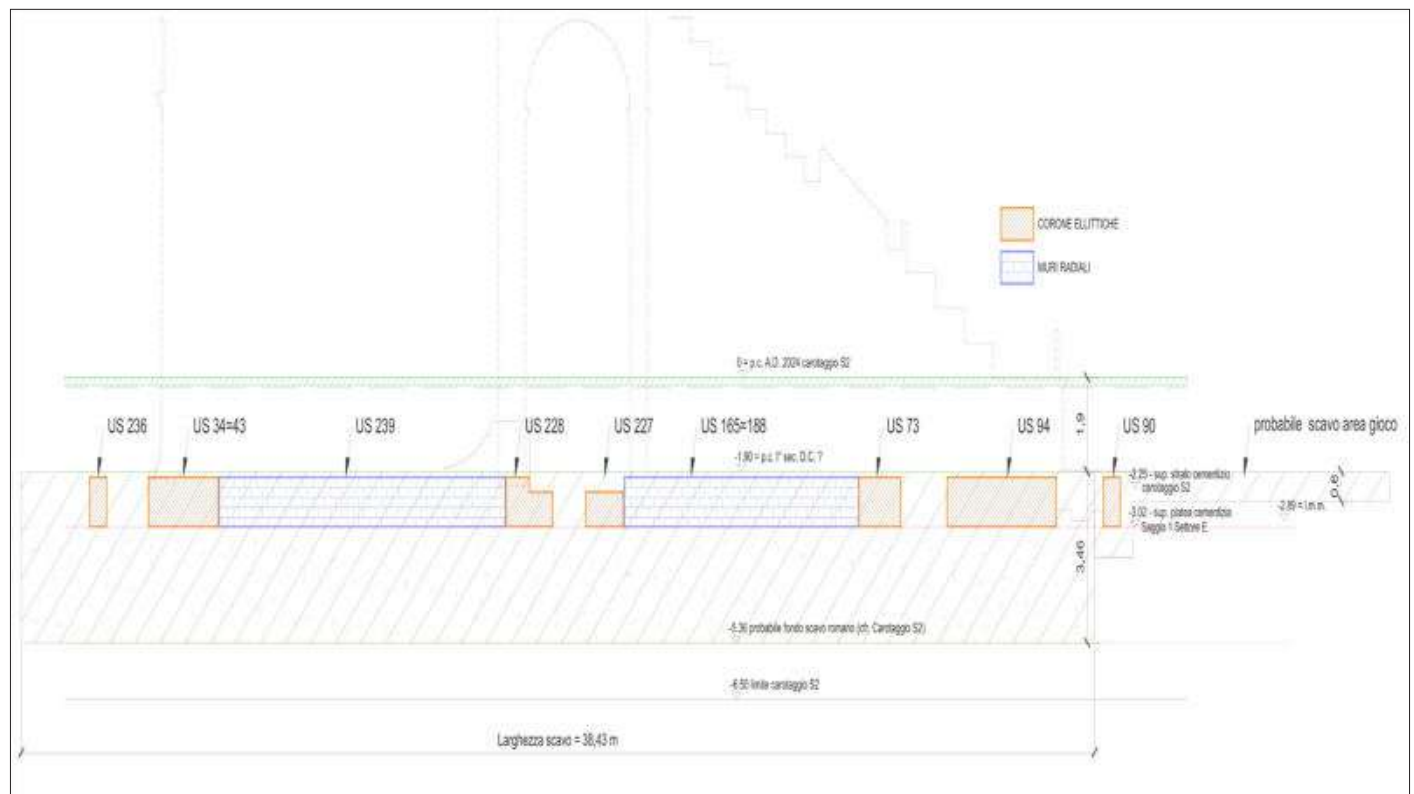 CORONE ELLITTICHE
MURI RADIALI
0 = p.c. A.D. 2024 carotaggio S2
1,9
US 236
US 34=43
US 239
US 228
US 227
US 165=188
US 73
US 94
US 90
probabile scavo area gioco
-1,90 = p.c. I° sec. D.C. ?
-2.25 - sup. strato cementizio
carotaggio S2
0,6
-2,89 = l.m.m.
-3.02 - sup. platea cementizia
Saggio 1 Settore E.
3,46
-5.36 probabile fondo scavo romano (cfr. Carotaggio S2)
-6.50 limite carotaggio S2
Larghezza scavo = 38,43 m